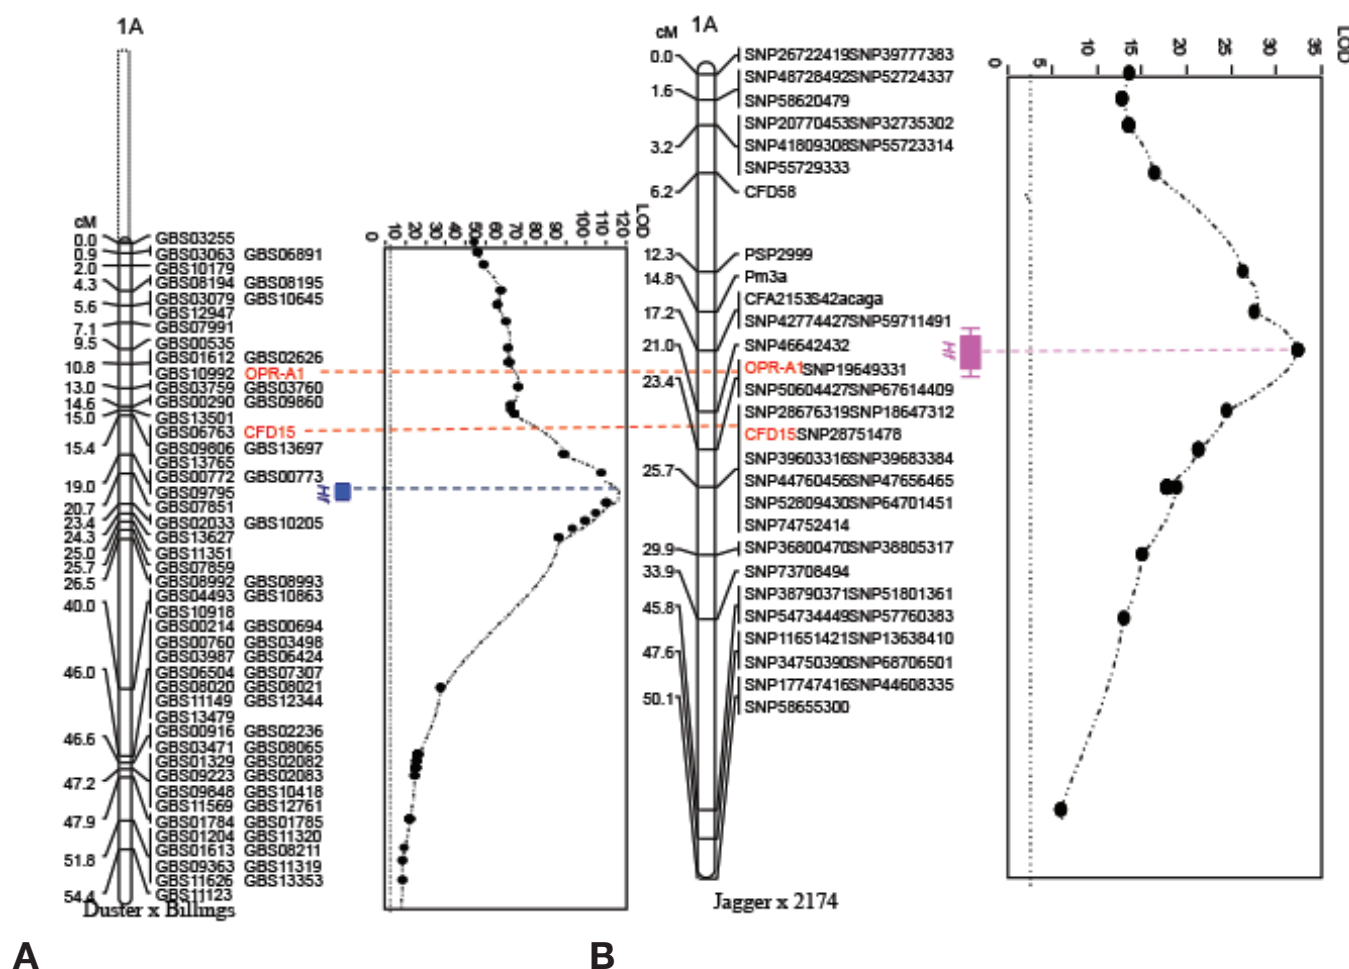 1A
cM
0.0
0.9
2.0
4.3
5.6
7.1
9.5
10.8
13.0
14.6
15.0
15.4
19.0
20.7
23.4
24.3
25.0
25.7
26.5
40.0
46.0
46.6
47.2
47.9
51.8
54.4
GBS03255
GBS03063 GBS06891
GBS10179
GBS08194 GBS08195
GBS03079 GBS10645
GBS12947
GBS07991
GBS00535
GBS01612 GBS02626
GBS10992 OPR-A1
GBS03759 GBS03760
GBS00290 GBS09860
GBS13501
GBS06763 CFD15
GBS09806 GBS13697
GBS13765
GBS00772 GBS00773
GBS09795
GBS07851
GBS02033 GBS10205
GBS13627
GBS11351
GBS07859
GBS08992 GBS08993
GBS04493 GBS10863
GBS10918
GBS00214 GBS00694
GBS00760 GBS03498
GBS03987 GBS06424
GBS06504 GBS07307
GBS08020 GBS08021
GBS11149 GBS12344
GBS13479
GBS00916 GBS02236
GBS03471 GBS08065
GBS01329 GBS02082
GBS09223 GBS02083
GBS09848 GBS10418
GBS11569 GBS12761
GBS01784 GBS01785
GBS01204 GBS11320
GBS01613 GBS08211
GBS09363 GBS11319
GBS11626 GBS13353
GBS11123
Duster x Billings
0 10 20 30 40 50 60 70 80 90 100 110 120 LOD
Hf
A
1A
cM
0.0
1.6
3.2
6.2
12.3
14.8
17.2
21.0
23.4
25.7
29.9
33.9
45.8
47.6
50.1
SNP26722419SNP39777383
SNP48728492SNP52724337
SNP58620479
SNP20770453SNP32735302
SNP41809308SNP55723314
SNP55729333
CFD58
PSP2999
Pm3a
CFA2153S42acaga
SNP42774427SNP59711491
SNP46642432
OPR-A1SNP19649331
SNP50604427SNP67614409
SNP28676319SNP18647312
CFD15SNP28751478
SNP39603316SNP39683384
SNP44760456SNP47656465
SNP52809430SNP64701451
SNP74752414
SNP36800470SNP38805317
SNP73708494
SNP38790371SNP51801361
SNP54734449SNP57760383
SNP11651421SNP13638410
SNP34750390SNP68706501
SNP17747416SNP44608335
SNP58655300
Jagger x 2174
0 5 10 15 20 25 30 35 LOD
Hf
B